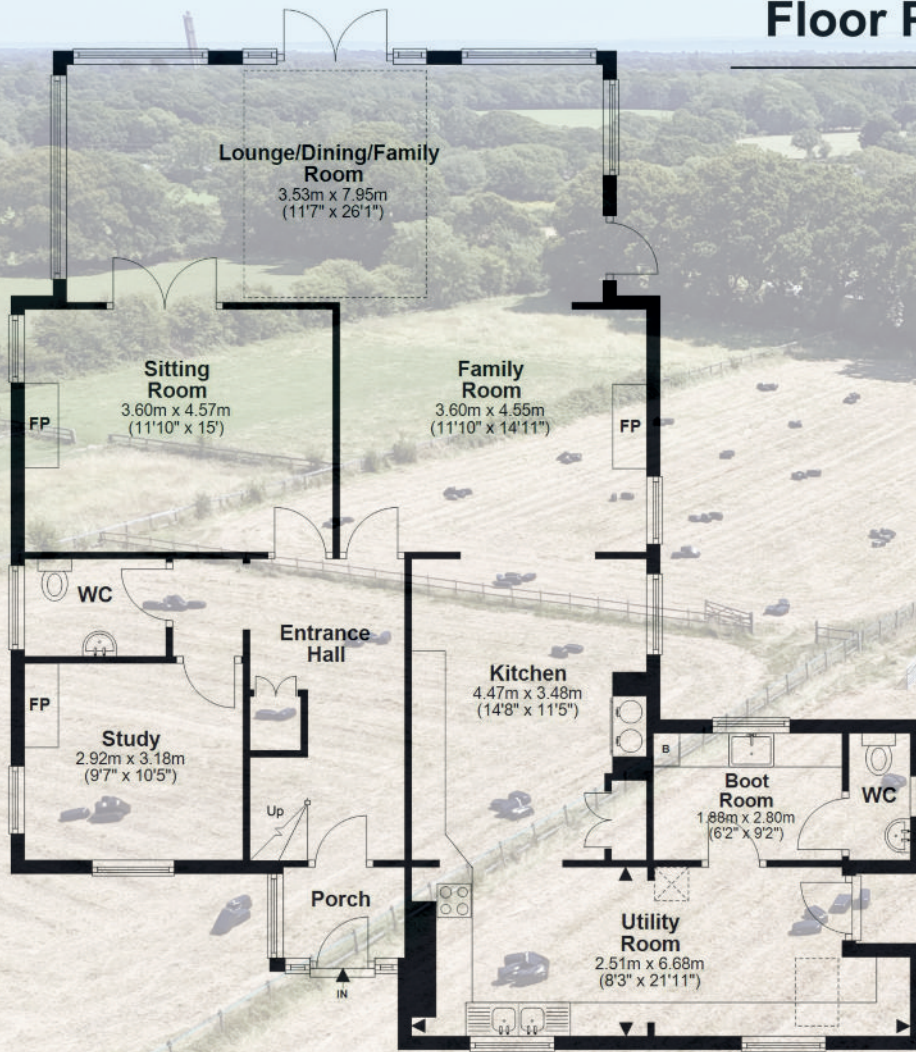 Floor P
Lounge/Dining/Family
Room
3.53m x 7.95m
(11'7" x 26'1")
Sitting
Room
3.60m x 4.57m
(11'10" x 15')
FP
Family
Room
3.60m x 4.55m
(11'10" x 14'11")
FP
WC
Entrance
Hall
Kitchen
4.47m x 3.48m
(14'8" x 11'5")
FP
Study
2.92m x 3.18m
(9'7" x 10'5")
Up
B
Boot
Room
1.88m x 2.80m
(6'2" x 9'2")
WC
Porch
IN
Utility
Room
2.51m x 6.68m
(8'3" x 21'11")